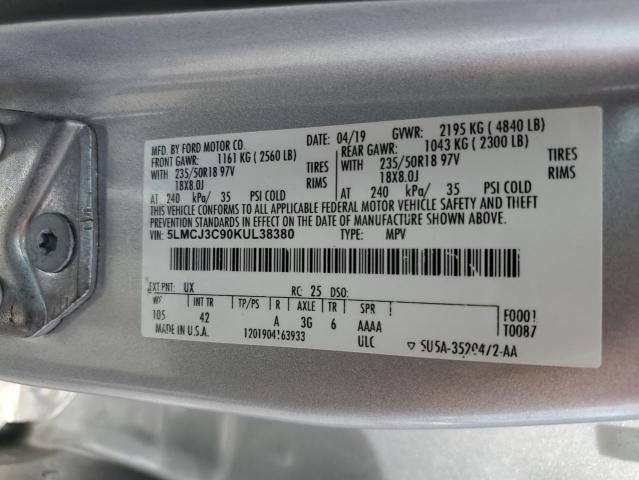 MFD. BY FORD MOTOR CO.
DATE: 04/19 GVWR: 2195 KG ( 4840 LB)
FRONT GAWR: 1161 KG ( 2560 LB) REAR GAWR: 1043 KG ( 2300 LB)
WITH 235/50R18 97V TIRES WITH 235/50R18 97V TIRES
18X8.0J RIMS 18X8.0J RIMS
AT 240 kPa/ 35 PSI COLD AT 240 kPa/ 35 PSI COLD
THIS VEHICLE CONFORMS TO ALL APPLICABLE FEDERAL MOTOR VEHICLE SAFETY AND THEFT
PREVENTION STANDARDS IN EFFECT ON THE DATE OF MANUFACTURE SHOWN ABOVE.
VIN: 5LMCJ3C90KUL38380 TYPE: MPV
EXT PNT: UX RC: 25 DSO:
WB INT TR TP/PS R AXLE TR SPR
105 42 A 3G 6 AAAA
MADE IN U.S.A. ULC
F0001
T0087